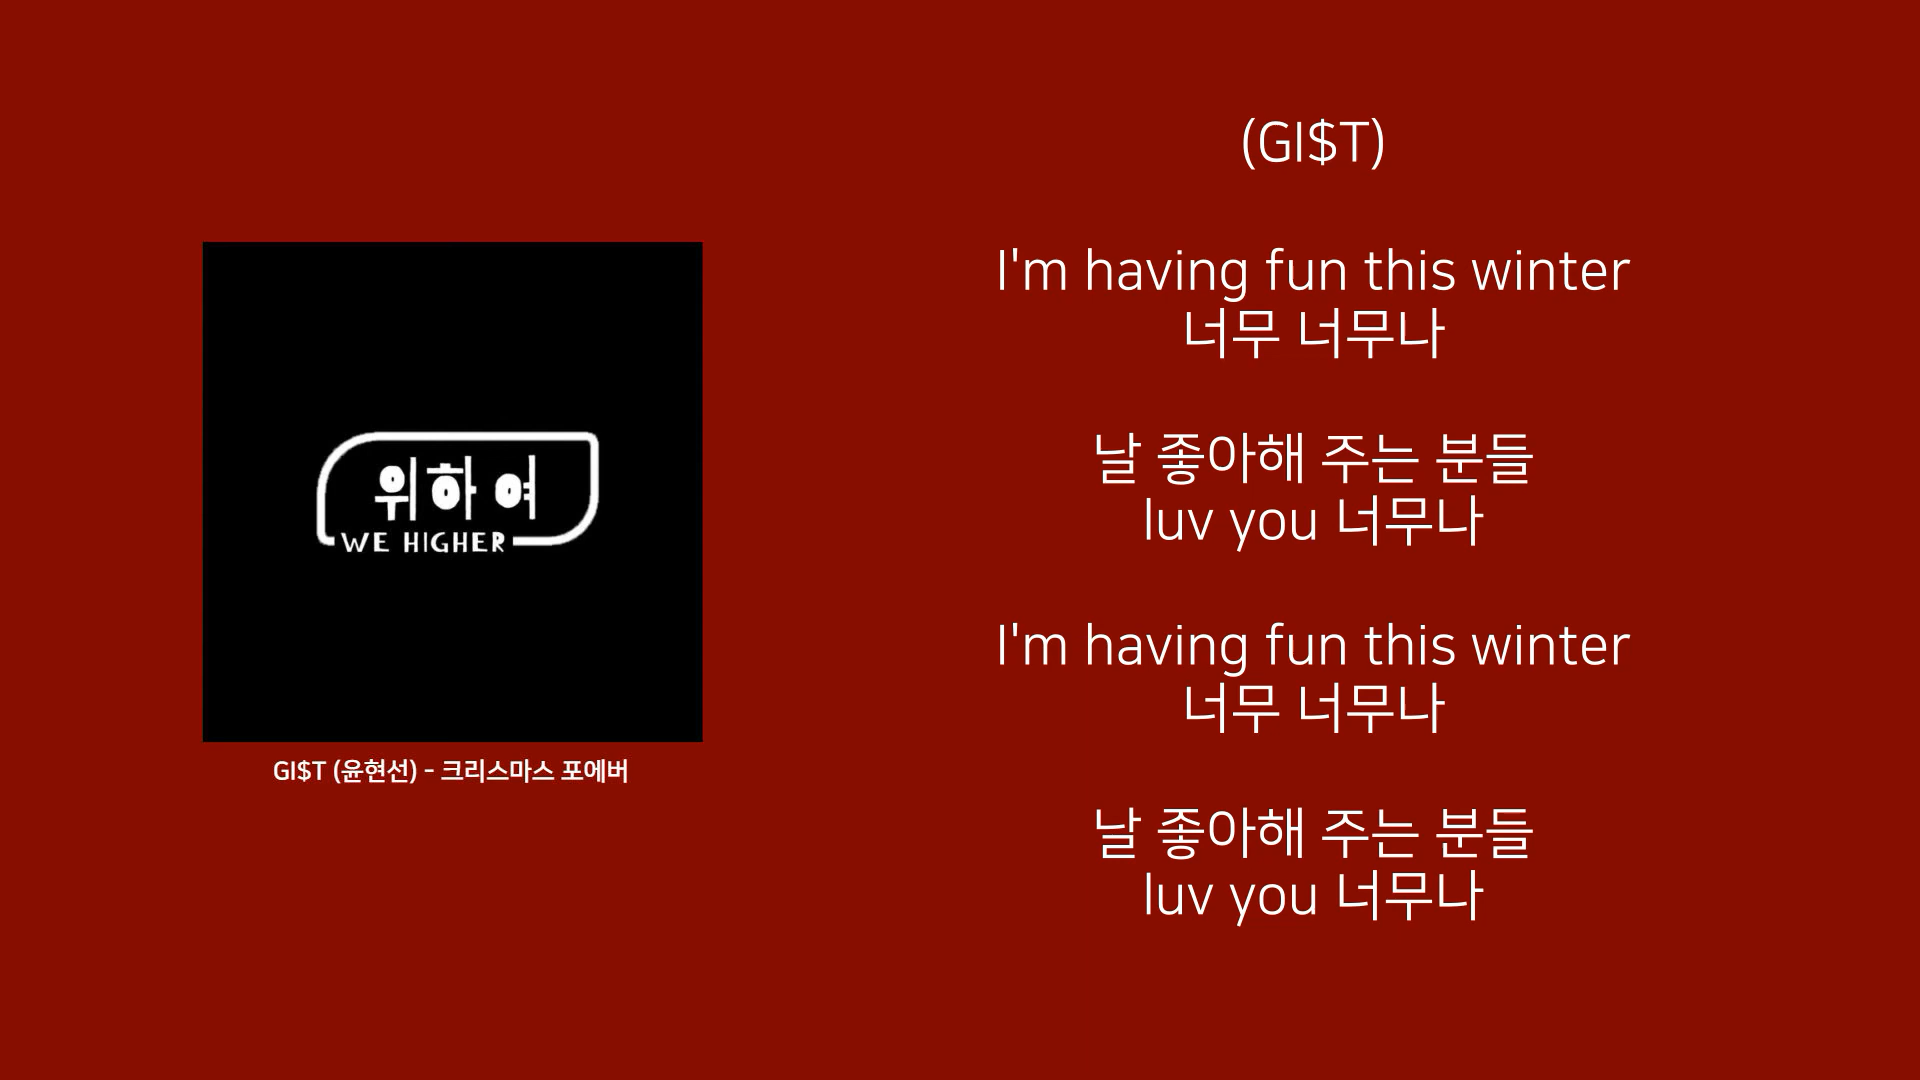 위하여
WE HIGHER
GI$T (윤현선) - 크리스마스 포에버
(GI$T)
I'm having fun this winter
너무 너무나
날 좋아해 주는 분들
luv you 너무나
I'm having fun this winter
너무 너무나
날 좋아해 주는 분들
luv you 너무나